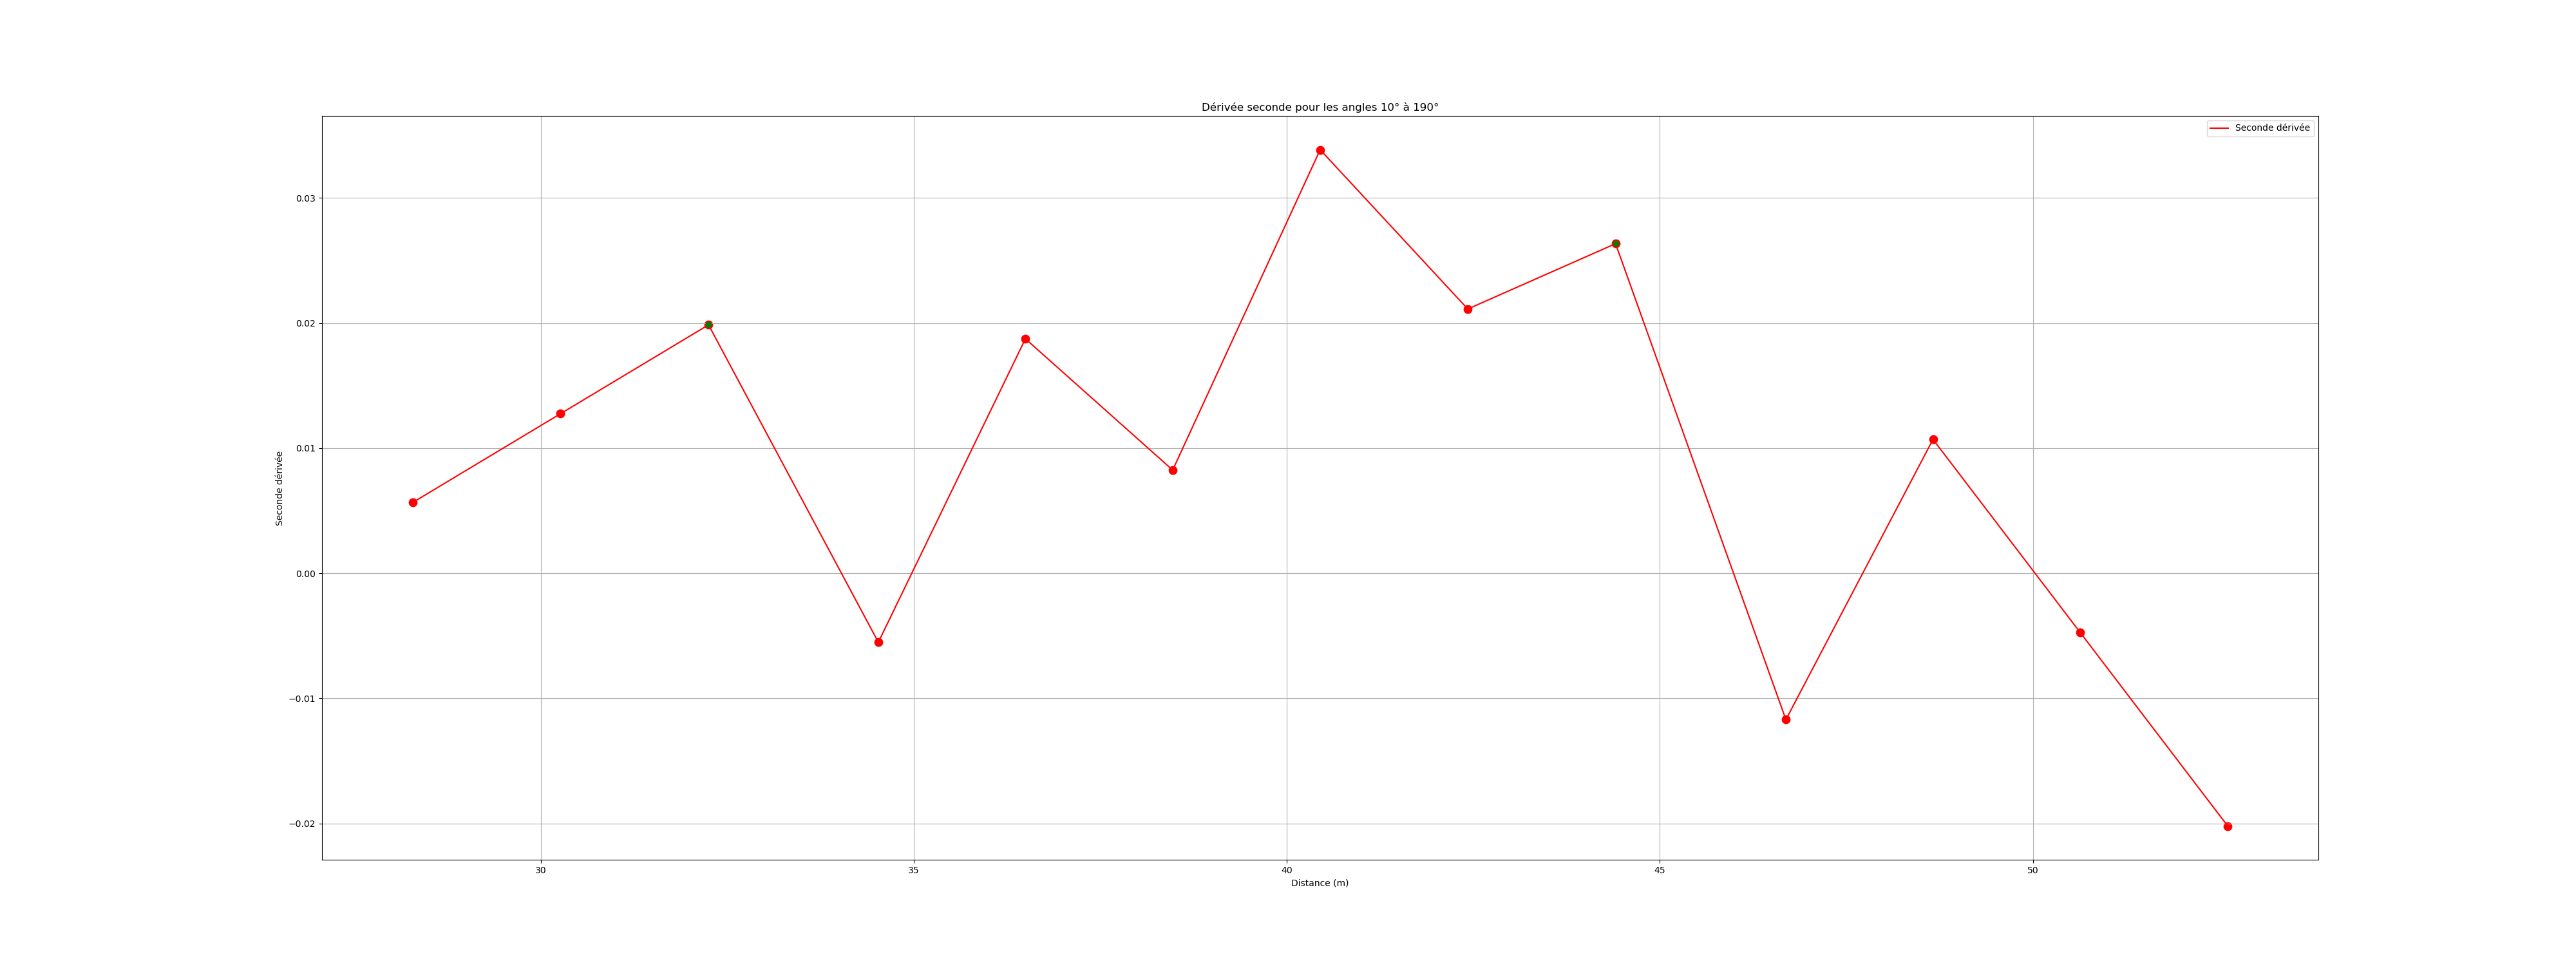 Dérivée seconde pour les angles 10° à 190°
Seconde dérivée
0.03
0.02
0.01
0.00
−0.01
−0.02
Seconde dérivée
30
35
40
45
50
Distance (m)